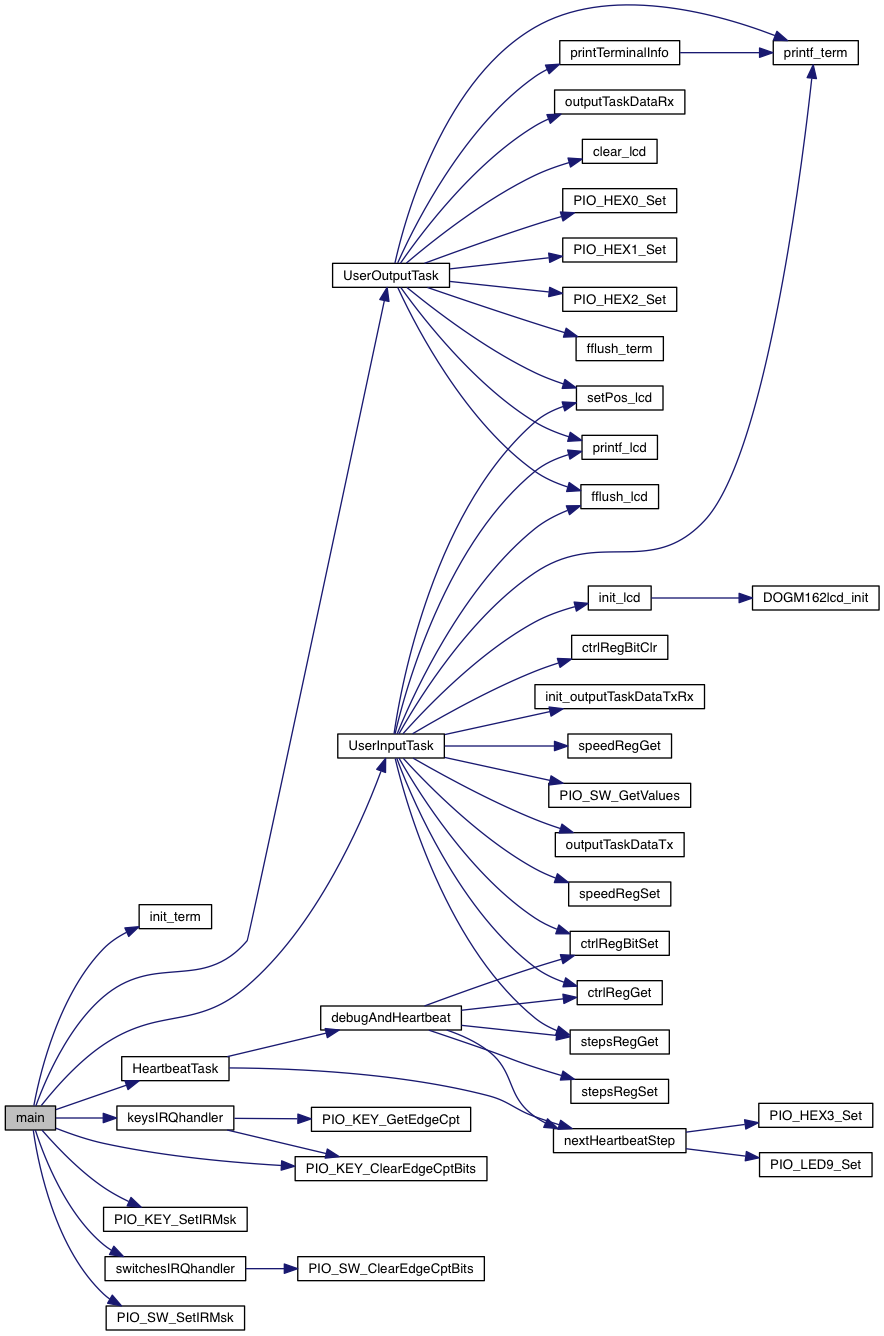 printTerminalInfo
printf_term
outputTaskDataRx
clear_lcd
PIO_HEX0_Set
PIO_HEX1_Set
UserOutputTask
PIO_HEX2_Set
fflush_term
setPos_lcd
printf_lcd
fflush_lcd
init_lcd
DOGM162lcd_init
ctrlRegBitClr
init_outputTaskDataTxRx
UserInputTask
speedRegGet
PIO_SW_GetValues
outputTaskDataTx
speedRegSet
init_term
ctrlRegBitSet
ctrlRegGet
debugAndHeartbeat
stepsRegGet
HeartbeatTask
stepsRegSet
main
keysIRQhandler
PIO_KEY_GetEdgeCpt
PIO_HEX3_Set
nextHeartbeatStep
PIO_KEY_ClearEdgeCptBits
PIO_LED9_Set
PIO_KEY_SetIRMsk
switchesIRQhandler
PIO_SW_ClearEdgeCptBits
PIO_SW_SetIRMsk